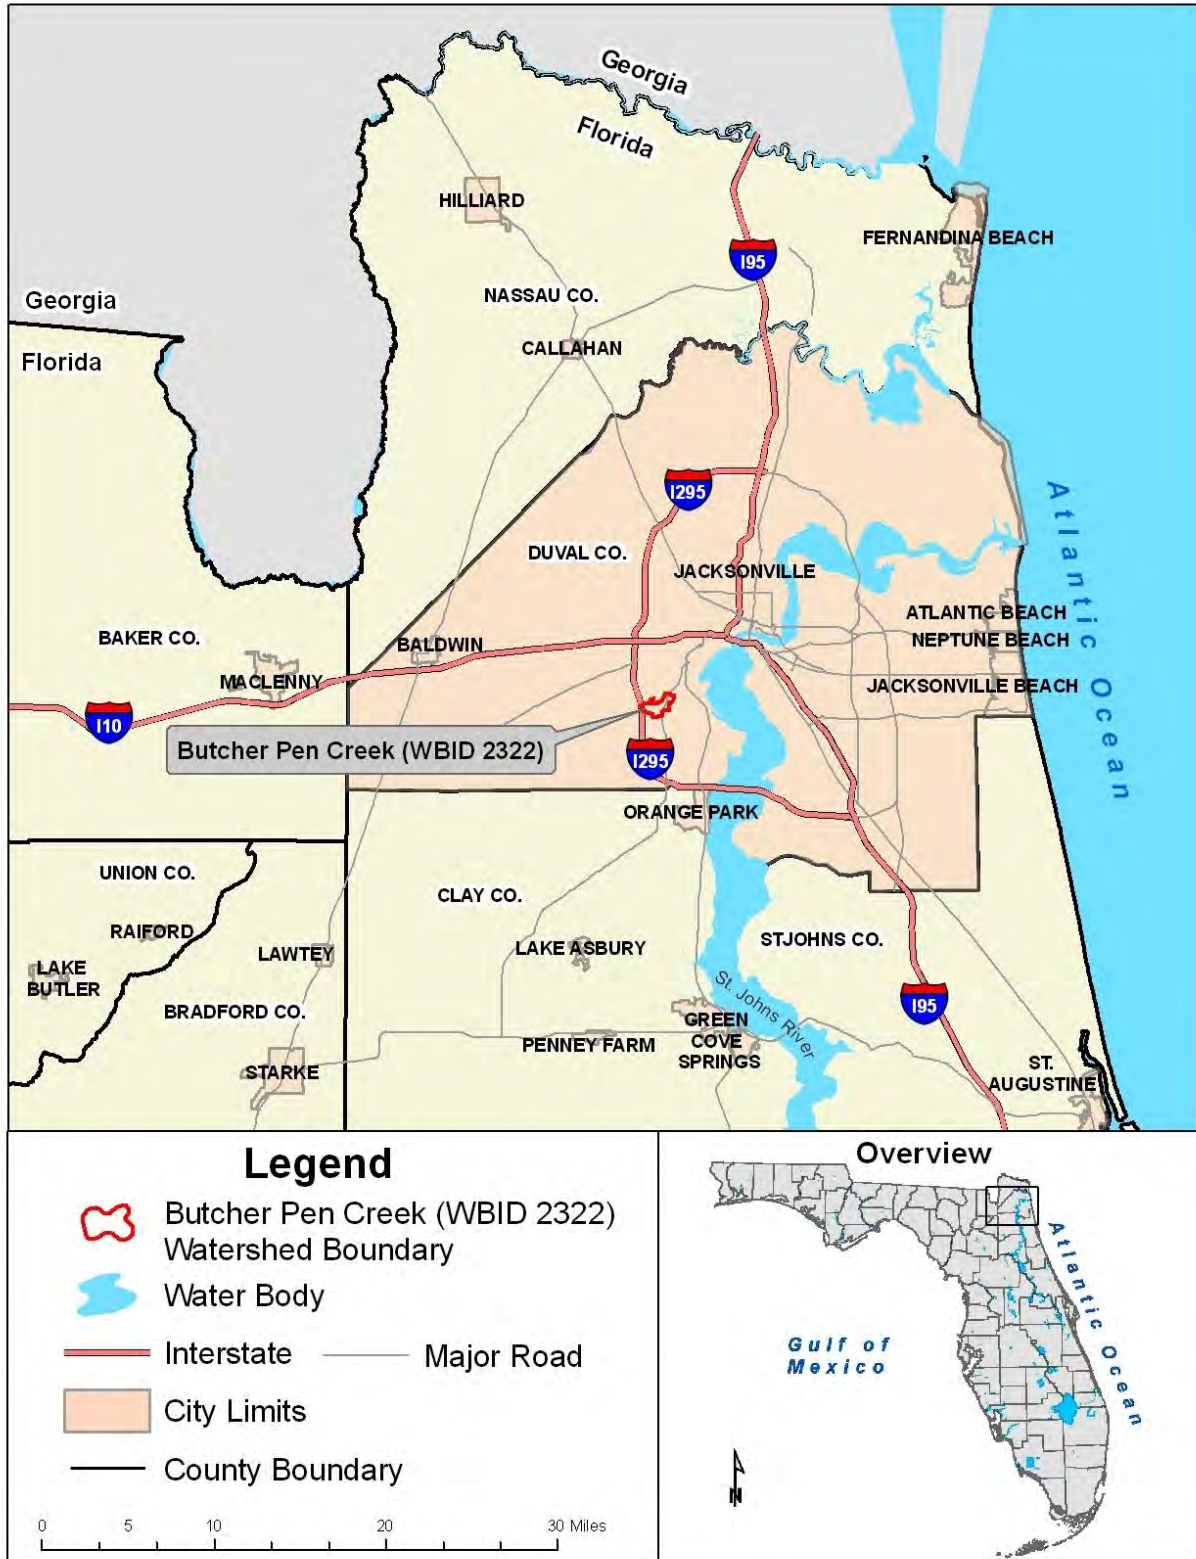 Georgia
Florida
HILLIARD
FERNANDINA BEACH
I95
NASSAU CO.
Georgia
CALLAHAN
Florida
I295
Atlantic Ocean
DUVAL CO.
JACKSONVILLE
ATLANTIC BEACH
BAKER CO.
BALDWIN
NEPTUNE BEACH
MACLENNY
JACKSONVILLE BEACH
I10
Butcher Pen Creek (WBID 2322)
I295
ORANGE PARK
UNION CO.
CLAY CO.
RAIFORD
LAWTEY
LAKE ASBURY
STJOHNS CO.
LAKE
BUTLER
BRADFORD CO.
St. Johns River
I95
GREEN
COVE
SPRINGS
PENNEY FARM
STARKE
ST.
AUGUSTINE
Legend
Butcher Pen Creek (WBID 2322)
Watershed Boundary
Water Body
Interstate
Major Road
City Limits
County Boundary
0 5 10 20 30 Miles
Overview
Atlantic Ocean
Gulf of
Mexico
N